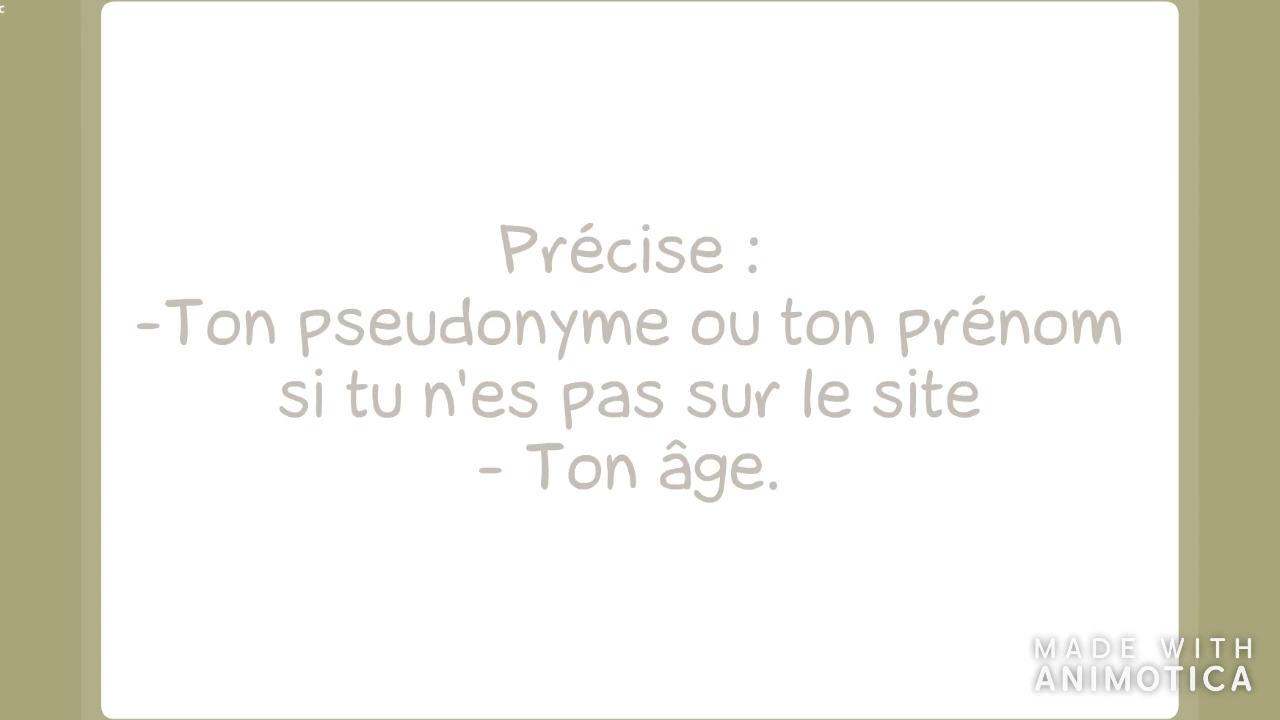 Précise :
-Ton pseudonyme ou ton prénom
si tu n'es pas sur le site
- Ton âge.
MADE WITH
ANIMOTICA